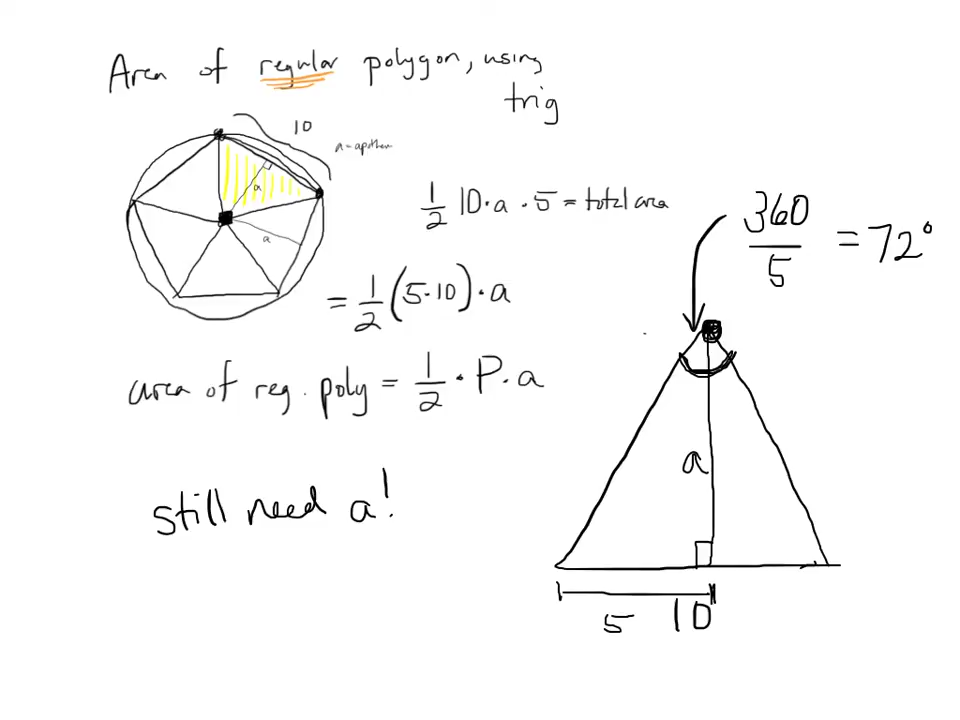 Area of regular polygon, using
trig
10
a = apothem
a
a
1/2 10·a · 5 = total area
360/5 = 72°
= 1/2 (5·10) · a
area of reg. poly = 1/2 · P · a
a
still need a!
5 10